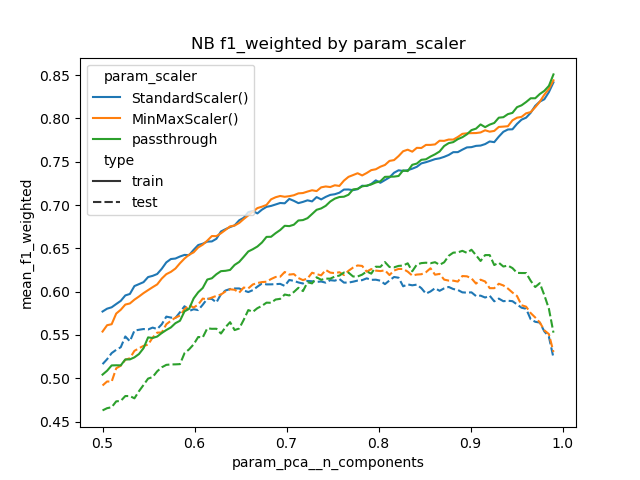 NB f1_weighted by param_scaler
param_scaler
StandardScaler()
MinMaxScaler()
passthrough
type
train
test
mean_f1_weighted
0.85
0.80
0.75
0.70
0.65
0.60
0.55
0.50
0.45
0.5 0.6 0.7 0.8 0.9 1.0
param_pca__n_components